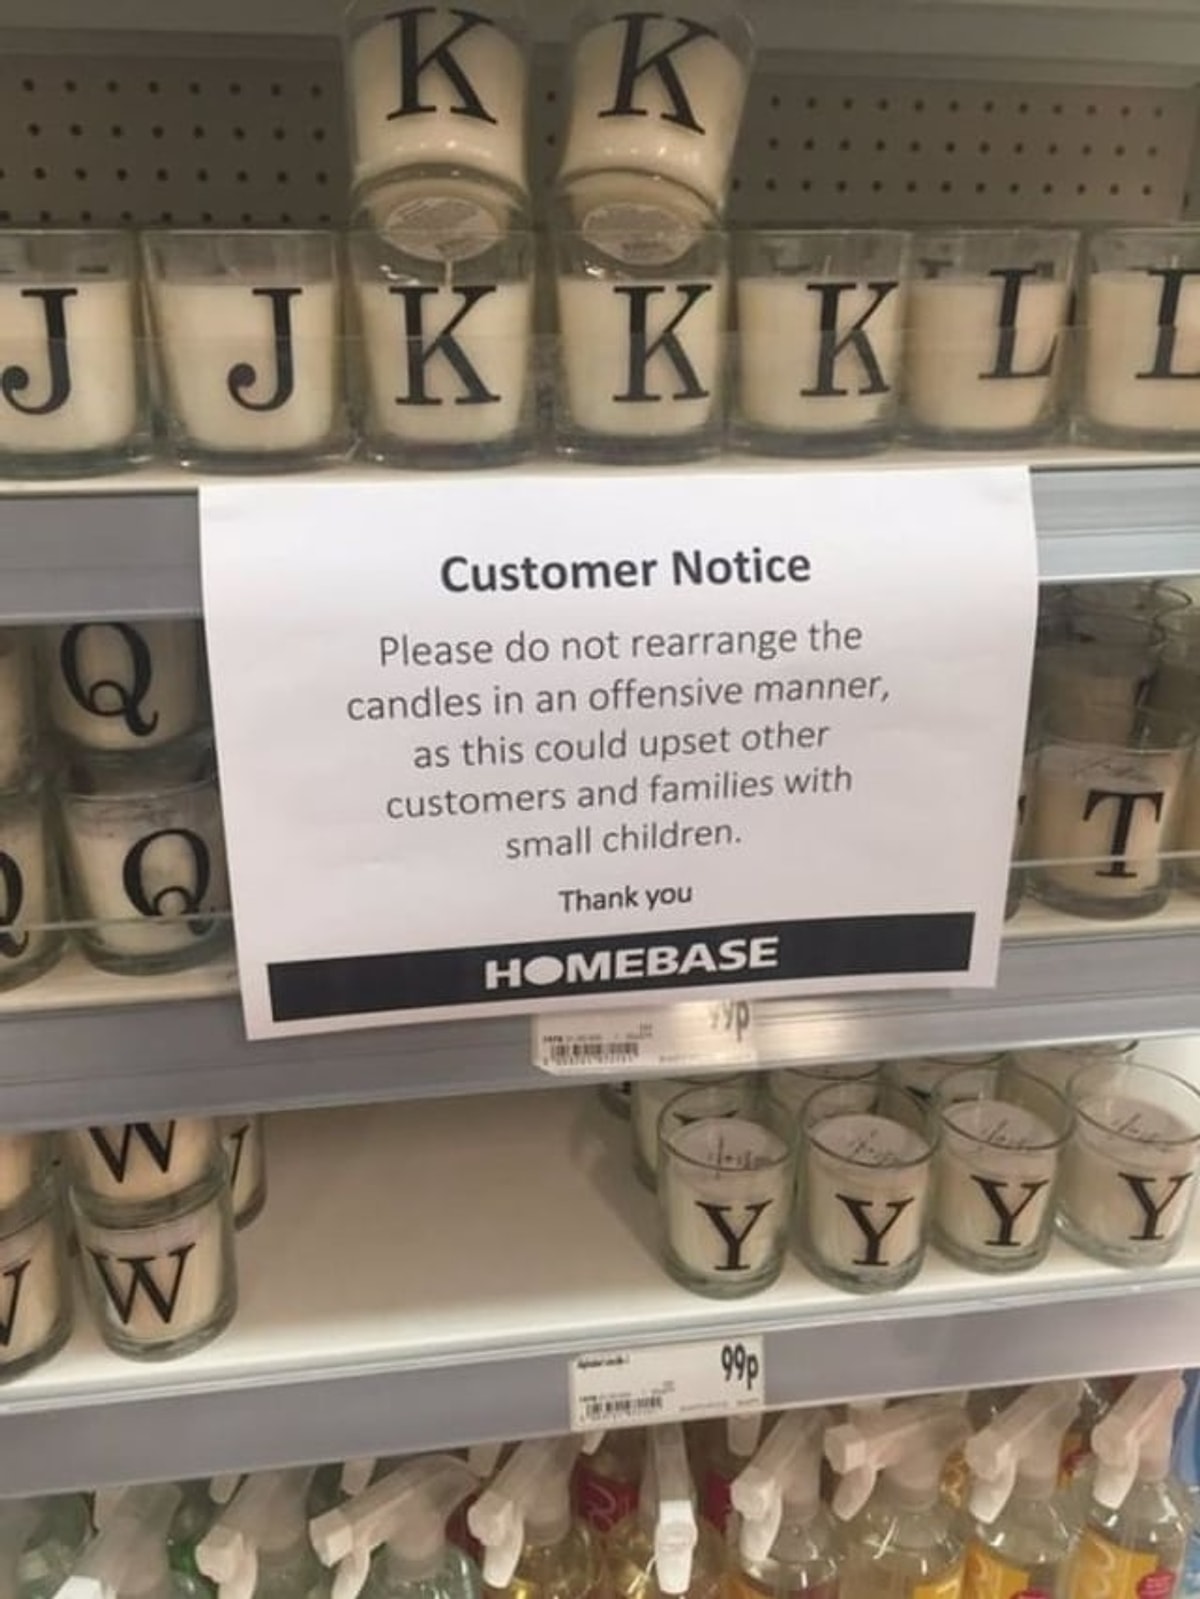 K K
J J K K K L L
Customer Notice
Please do not rearrange the
candles in an offensive manner,
as this could upset other
customers and families with
small children.
Thank you
HOMEBASE
Q
Q Q
T
99p
W
W
Y Y Y Y
99p